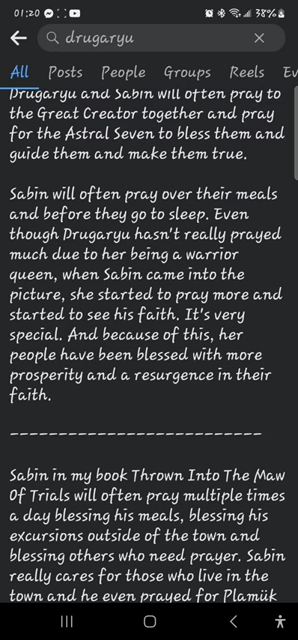 01:20
38%
drugaryu
All Posts People Groups Reels Ev
Drugaryu and Sabin will often pray to
the Great Creator together and pray
for the Astral Seven to bless them and
guide them and make them true.
Sabin will often pray over their meals
and before they go to sleep. Even
though Drugaryu hasn't really prayed
much due to her being a warrior
queen, when Sabin came into the
picture, she started to pray more and
started to see his faith. It's very
special. And because of this, her
people have been blessed with more
prosperity and a resurgence in their
faith.
__________________________
Sabin in my book Thrown Into The Maw
Of Trials will often pray multiple times
a day blessing his meals, blessing his
excursions outside of the town and
blessing others who need prayer. Sabin
really cares for those who live in the
town and he even prayed for Plamük